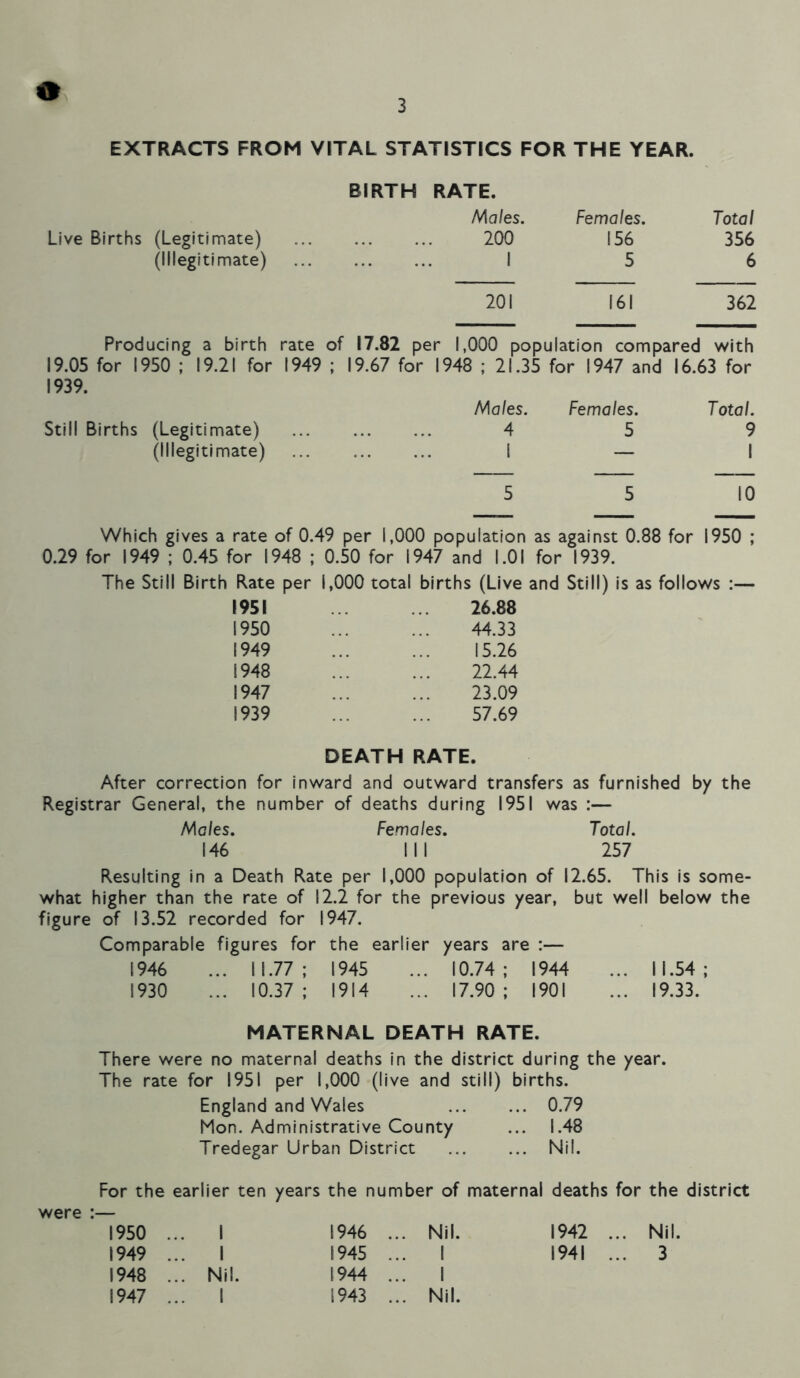 3
EXTRACTS FROM VITAL STATISTICS FOR THE YEAR.
BIRTH RATE.
Males. Females. Total
Live Births (Legitimate) ... ... ... 200 156 356
(Illegitimate) ... ... ... 1 5 6
201 161 362
Producing a birth rate of 17.82 per 1,000 population compared with
19.05 for 1950 ; 19.21 for 1949 ; 19.67 for 1948 ; 21.35 for 1947 and 16.63 for
1939.
Males. Females. Total.
Still Births (Legitimate) ... ... ... 4 5 9
(Illegitimate) ... ... ... 1 — 1
5 5 10
Which gives a rate of 0.49 per 1,000 population as against 0.88 for 1950 ;
0.29 for 1949 ; 0.45 for 1948 ; 0.50 for 1947 and 1.01 for 1939.
The Still Birth Rate per 1,000 total births (Live and Still) is as follows :—
1951 ... ... 26.88
1950 ... ... 44.33
1949 ... ... 15.26
1948 ... ... 22.44
1947 ... ... 23.09
1939 ... ... 57.69
DEATH RATE.
After correction for inward and outward transfers as furnished by the
Registrar General, the number of deaths during 1951 was :—
Males. Females. Total.
146 111 257
Resulting in a Death Rate per 1,000 population of 12.65. This is some-
what higher than the rate of 12.2 for the previous year, but well below the
figure of 13.52 recorded for 1947.
Comparable figures for the earlier years are :—
1946 ... 11.77 ; 1945 ... 10.74 ; 1944 ... 11.54 ;
1930 ... 10.37 ; 1914 ... 17.90 ; 1901 ... 19.33.
MATERNAL DEATH RATE.
There were no maternal deaths in the district during the year.
The rate for 1951 per 1,000 (live and still) births.
England and Wales ... ... 0.79
Mon. Administrative County ... 1.48
Tredegar Urban District ... ... Nil.
For the earlier ten years the number of maternal deaths for the district
were :—
1950 ... 1 1946 ... Nil. 1942 ... Nil.
1949 ... 1 1945 ... 1 1941 ... 3
1948 ... Nil. 1944 ... 1
1947 ... 1 1943 ... Nil.